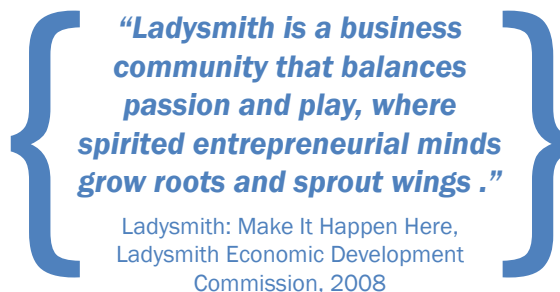 “Ladysmith is a business
community that balances
passion and play, where
spirited entrepreneurial minds
grow roots and sprout wings .”
Ladysmith: Make It Happen Here,
Ladysmith Economic Development
Commission, 2008